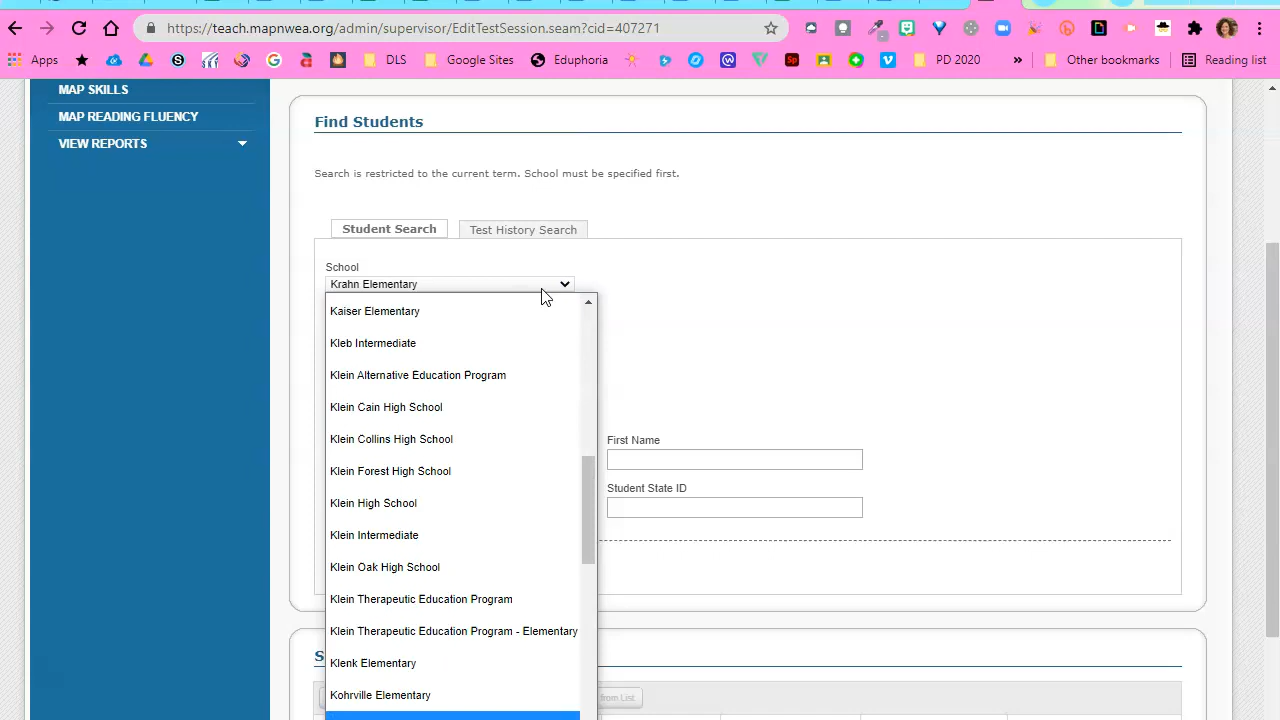 https://teach.mapnwea.org/admin/supervisor/EditTestSession.seam?cid=407271
Apps
DLS
Google Sites
Eduphoria
PD 2020
»
Other bookmarks
Reading list
MAP SKILLS
MAP READING FLUENCY
VIEW REPORTS
Find Students
Search is restricted to the current term. School must be specified first.
Student Search
Test History Search
School
Krahn Elementary
Kaiser Elementary
Kleb Intermediate
Klein Alternative Education Program
Klein Cain High School
Klein Collins High School
First Name
Klein Forest High School
Student State ID
Klein High School
Klein Intermediate
Klein Oak High School
Klein Therapeutic Education Program
Klein Therapeutic Education Program - Elementary
Klenk Elementary
Kohrville Elementary
from List